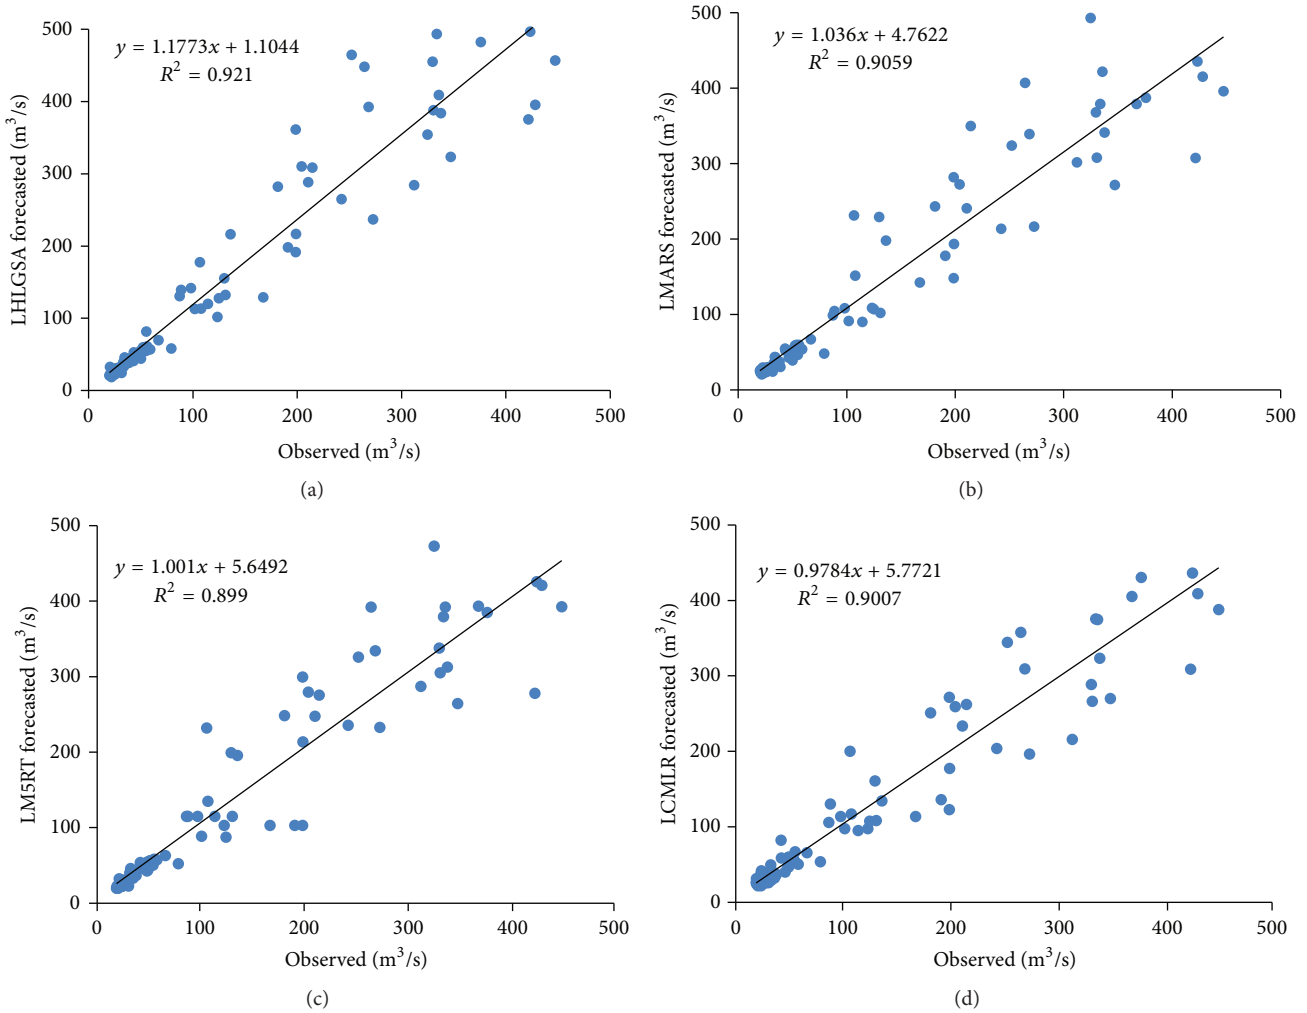 500
400
300
200
100
0
LHLGSA forecasted (m³/s)
y = 1.1773x + 1.1044
R² = 0.921
0 100 200 300 400 500
Observed (m³/s)
(a)
500
400
300
200
100
0
LMARS forecasted (m³/s)
y = 1.036x + 4.7622
R² = 0.9059
0 100 200 300 400 500
Observed (m³/s)
(b)
500
400
300
200
100
0
LM5RT forecasted (m³/s)
y = 1.001x + 5.6492
R² = 0.899
0 100 200 300 400 500
Observed (m³/s)
(c)
500
400
300
200
100
0
LCMLR forecasted (m³/s)
y = 0.9784x + 5.7721
R² = 0.9007
0 100 200 300 400 500
Observed (m³/s)
(d)